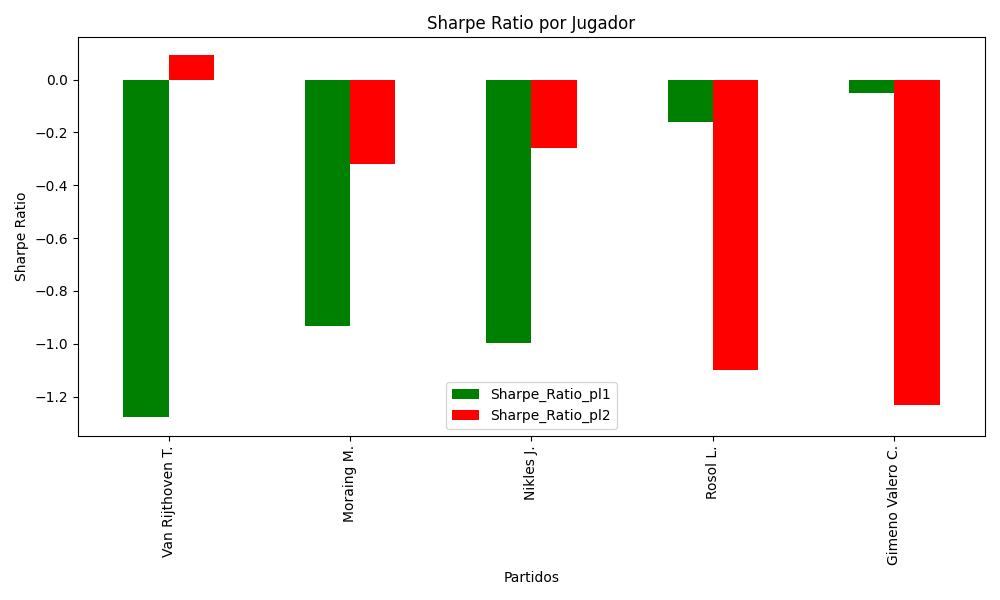 Sharpe Ratio por Jugador
Sharpe Ratio
0.0
−0.2
−0.4
−0.6
−0.8
−1.0
−1.2
Sharpe_Ratio_pl1
Sharpe_Ratio_pl2
Van Rijthoven T.
Moraing M.
Nikles J.
Rosol L.
Gimeno Valero C.
Partidos